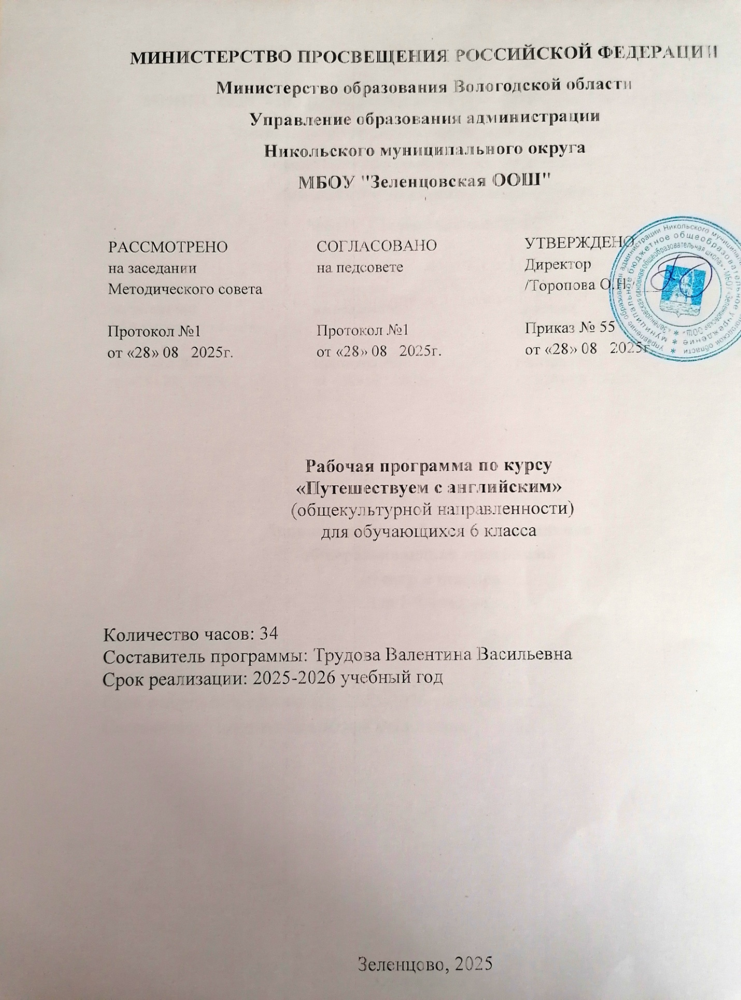 МИНИСТЕРСТВО ПРОСВЕЩЕНИЯ РОССИЙСКОЙ ФЕДЕРАЦИИ
Министерство образования Вологодской области
Управление образования администрации
Никольского муниципального округа
МБОУ "Зеленцовская ООШ"
РАССМОТРЕНО
на заседании
Методического совета
Протокол №1
от «28» 08 2025г.
СОГЛАСОВАНО
на педсовете
Протокол №1
от «28» 08 2025г.
УТВЕРЖДЕНО
Директор
/Торопова О.Н./
Приказ № 55
от «28» 08 2025г.
Управление образования администрации Никольского области
муниципальное бюджетное общеобразовательное учреждение
«Зеленцовская основная общеобразовательная школа» МБОУ «Зеленцовская ООШ»
Рабочая программа по курсу
«Путешествуем с английским»
(общекультурной направленности)
для обучающихся 6 класса
Количество часов: 34
Составитель программы: Трудова Валентина Васильевна
Срок реализации: 2025-2026 учебный год
Зеленцово, 2025